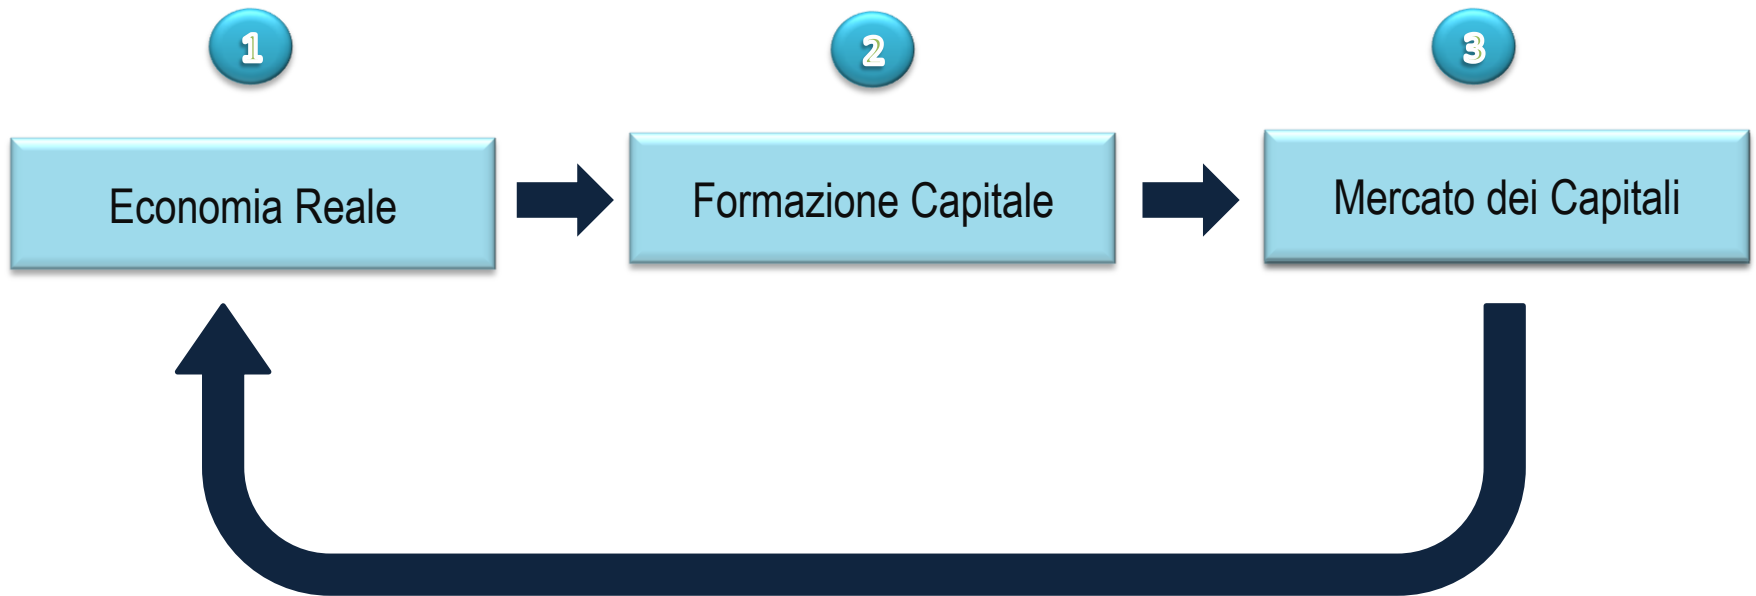 1
2
3
Economia Reale
Formazione Capitale
Mercato dei Capitali